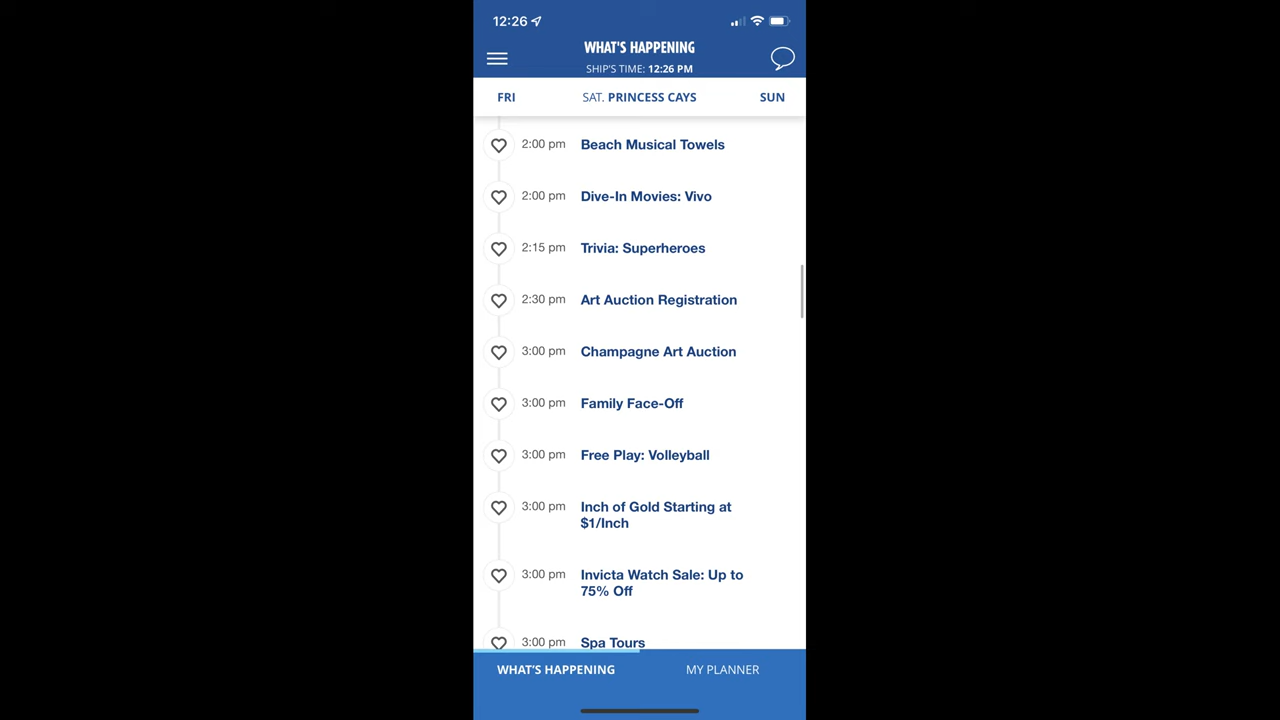 12:26
WHAT'S HAPPENING
SHIP'S TIME: 12:26 PM
FRI SAT. PRINCESS CAYS SUN
2:00 pm Beach Musical Towels
2:00 pm Dive-In Movies: Vivo
2:15 pm Trivia: Superheroes
2:30 pm Art Auction Registration
3:00 pm Champagne Art Auction
3:00 pm Family Face-Off
3:00 pm Free Play: Volleyball
3:00 pm Inch of Gold Starting at
$1/Inch
3:00 pm Invicta Watch Sale: Up to
75% Off
3:00 pm Spa Tours
WHAT'S HAPPENING MY PLANNER